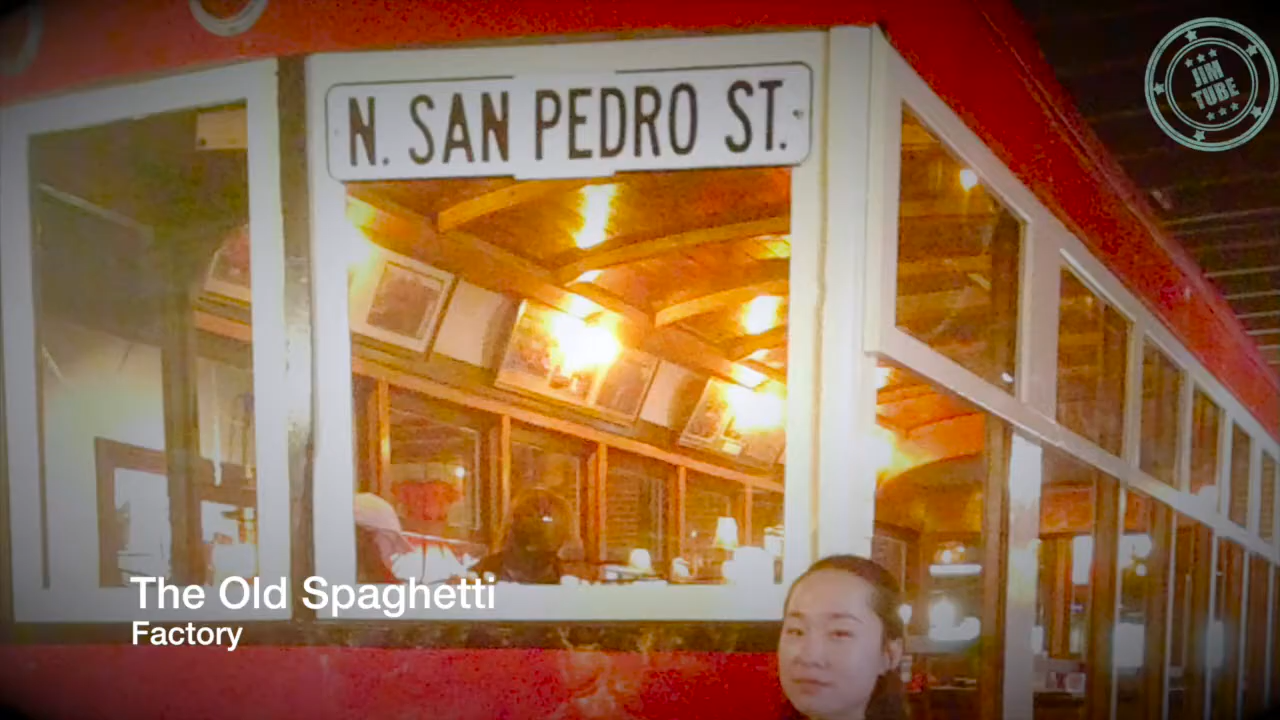 N. SAN PEDRO ST.
JIM
TUBE
The Old Spaghetti
Factory